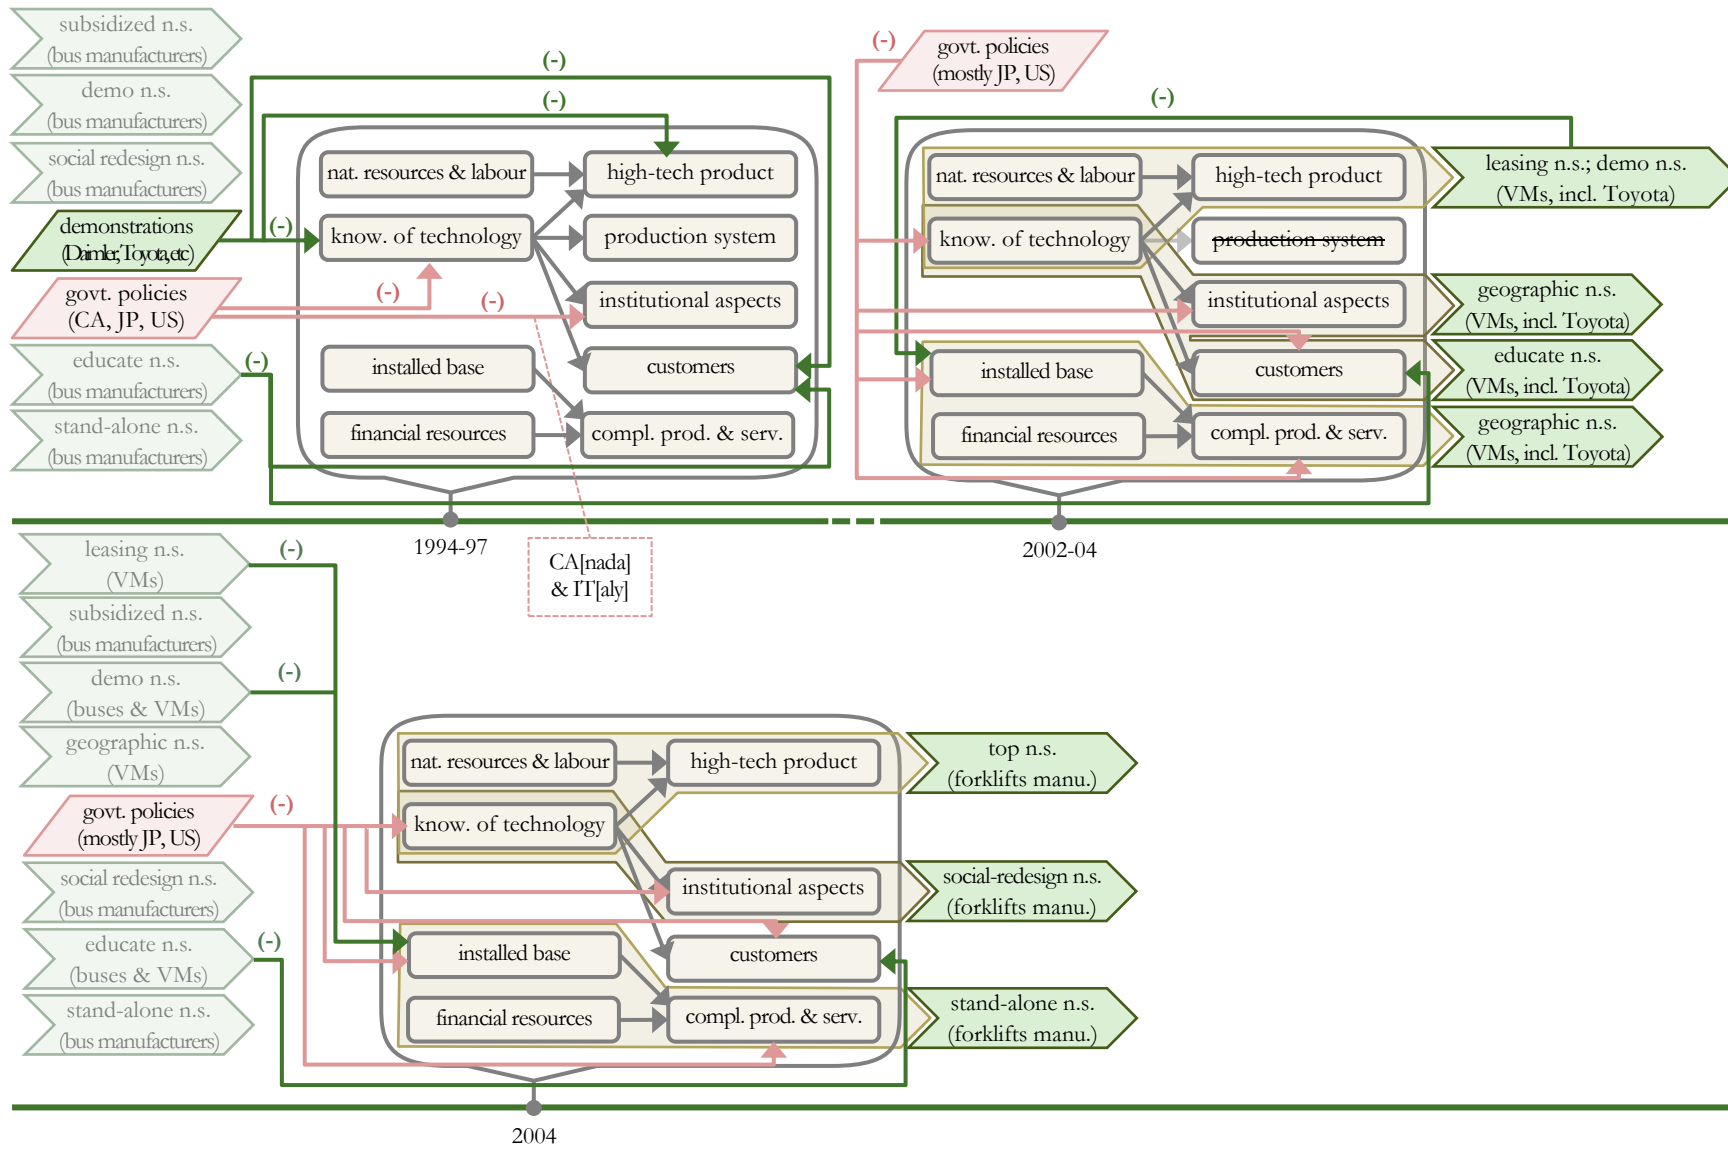 subsidized n.s.
(bus manufacturers)
demo n.s.
(bus manufacturers)
social redesign n.s.
(bus manufacturers)
demonstrations
(Daimler, Toyota, etc)
govt. policies
(CA, JP, US)
educate n.s.
(bus manufacturers)
stand-alone n.s.
(bus manufacturers)
(-)
(-)
(-)
(-)
(-)
(-)
nat. resources & labour
high-tech product
know. of technology
production system
institutional aspects
installed base
customers
financial resources
compl. prod. & serv.
1994-97
CA[nada]
& IT[aly]
(-)
govt. policies
(mostly JP, US)
(-)
nat. resources & labour
high-tech product
know. of technology
production system
institutional aspects
installed base
customers
financial resources
compl. prod. & serv.
leasing n.s.; demo n.s.
(VMs, incl. Toyota)
geographic n.s.
(VMs, incl. Toyota)
educate n.s.
(VMs, incl. Toyota)
geographic n.s.
(VMs, incl. Toyota)
2002-04
leasing n.s.
(VMs)
subsidized n.s.
(bus manufacturers)
demo n.s.
(buses & VMs)
geographic n.s.
(VMs)
govt. policies
(mostly JP, US)
social redesign n.s.
(bus manufacturers)
educate n.s.
(buses & VMs)
stand-alone n.s.
(bus manufacturers)
(-)
(-)
(-)
(-)
nat. resources & labour
high-tech product
know. of technology
institutional aspects
installed base
customers
financial resources
compl. prod. & serv.
top n.s.
(forklifts manu.)
social-redesign n.s.
(forklifts manu.)
stand-alone n.s.
(forklifts manu.)
2004